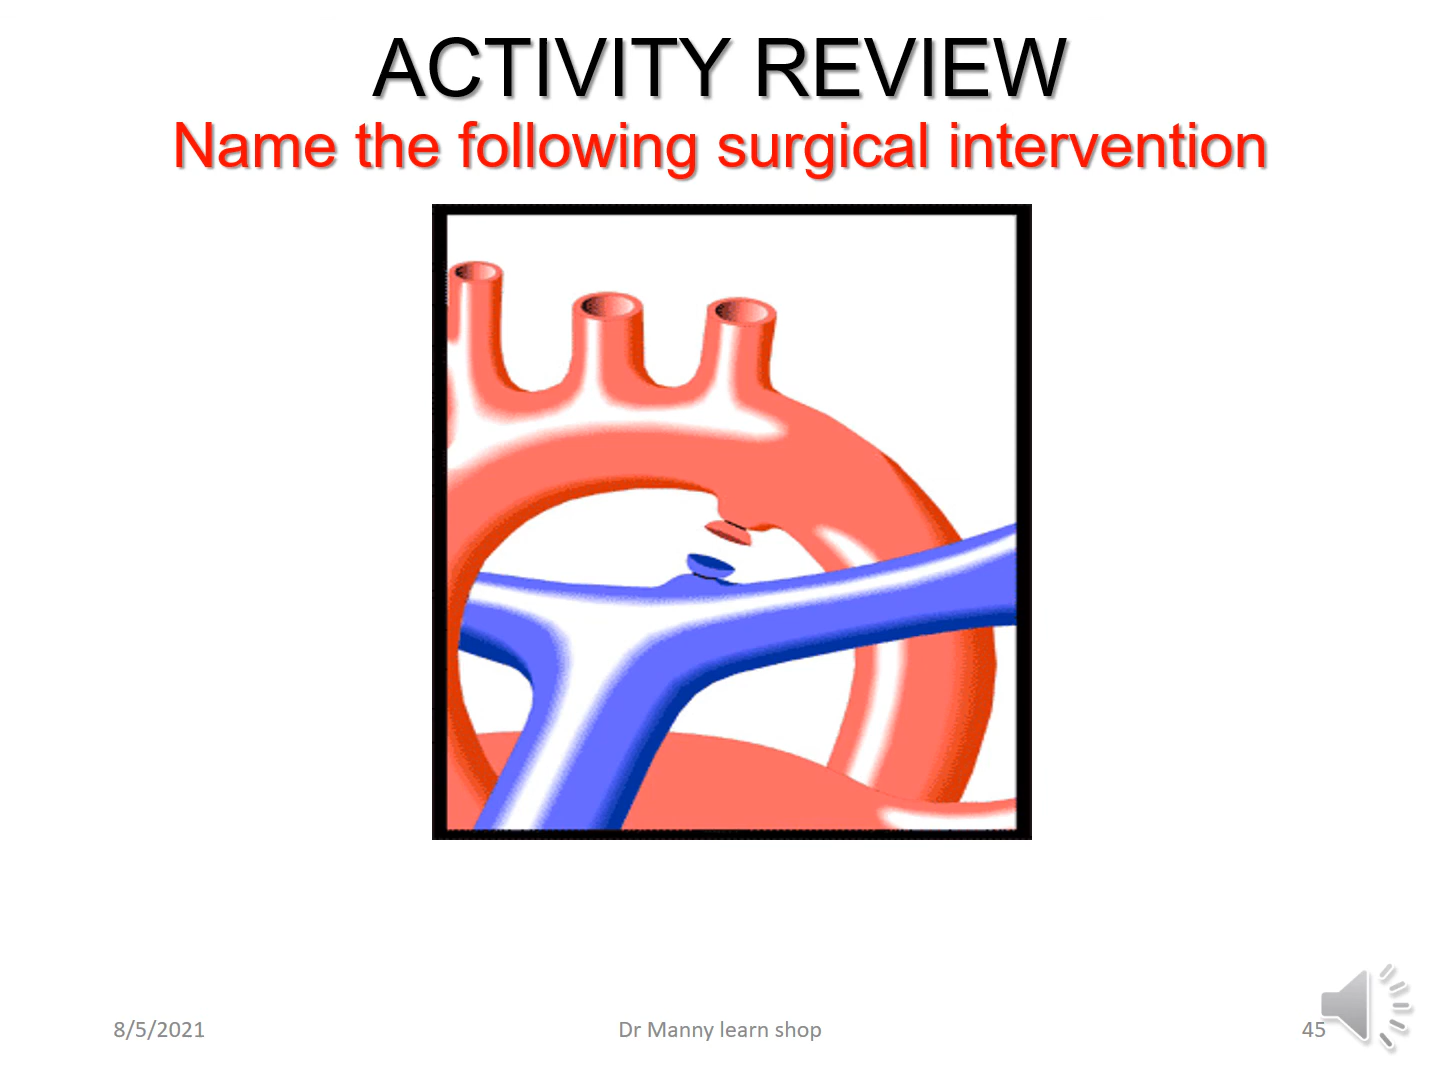 ACTIVITY REVIEW
Name the following surgical intervention
8/5/2021
Dr Manny learn shop
45